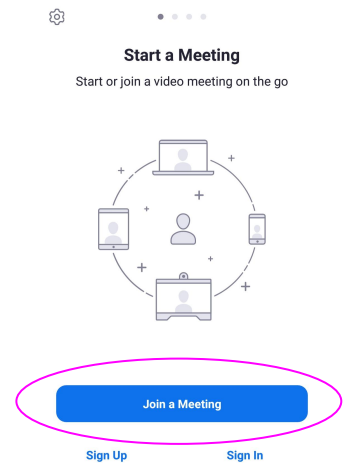 Start a Meeting
Start or join a video meeting on the go
Join a Meeting
Sign Up Sign In